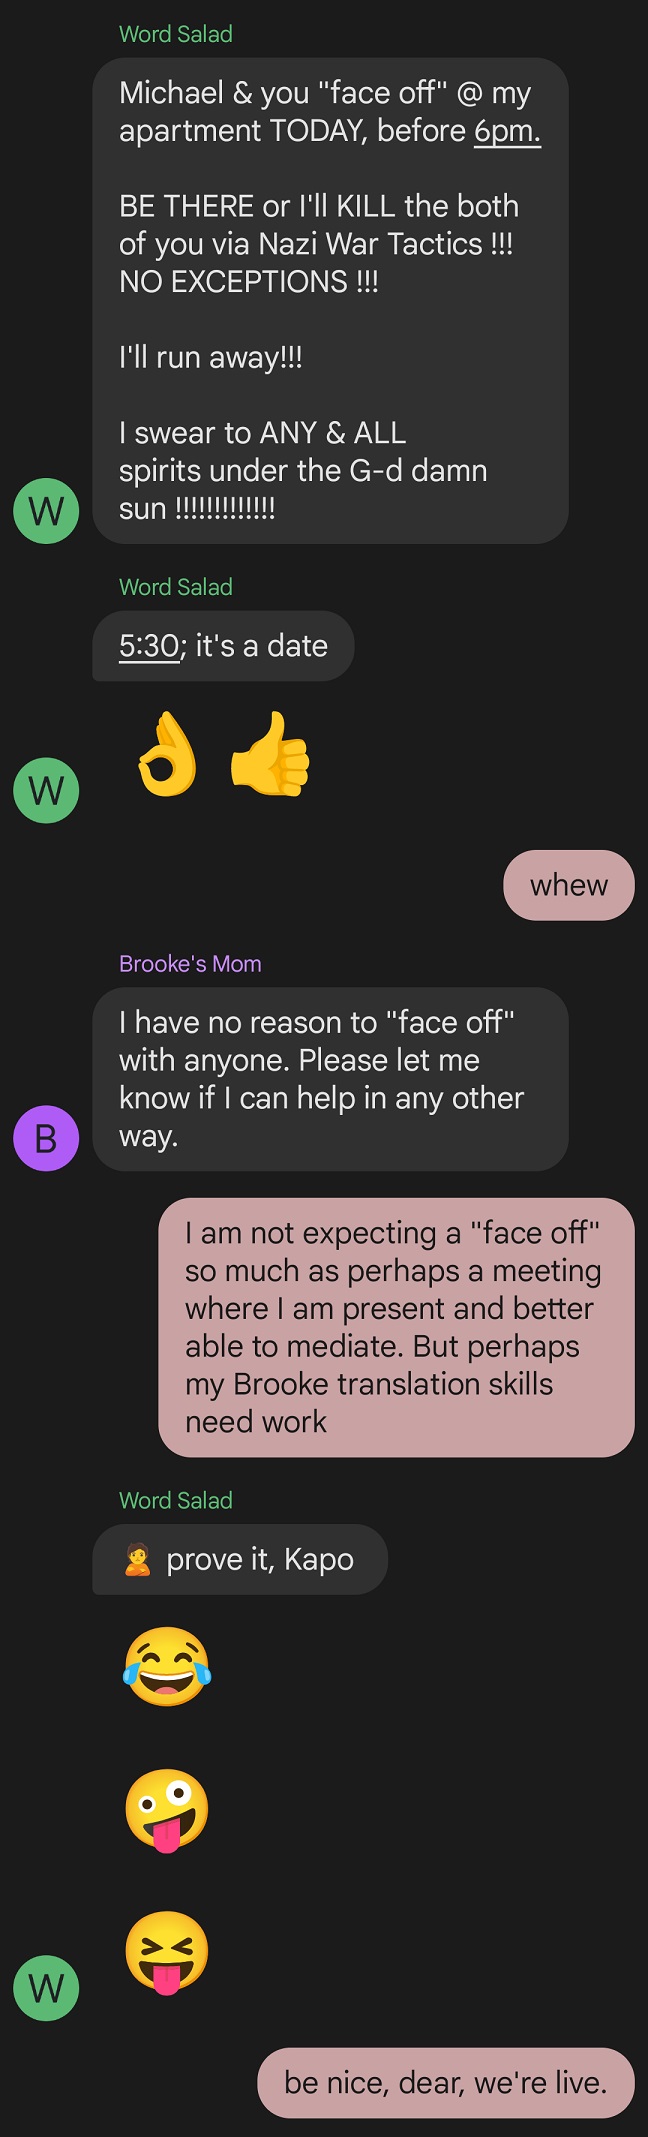 Word Salad
Michael & you "face off" @ my
apartment TODAY, before 6pm.
BE THERE or I'll KILL the both
of you via Nazi War Tactics !!!
NO EXCEPTIONS !!!
I'll run away!!!
I swear to ANY & ALL
spirits under the G-d damn
sun !!!!!!!!!!!!!
W
Word Salad
5:30; it's a date
👌👍
W
whew
Brooke's Mom
I have no reason to "face off"
with anyone. Please let me
know if I can help in any other
way.
B
I am not expecting a "face off"
so much as perhaps a meeting
where I am present and better
able to mediate. But perhaps
my Brooke translation skills
need work
Word Salad
🙎 prove it, Kapo
😂
🤪
😝
W
be nice, dear, we're live.